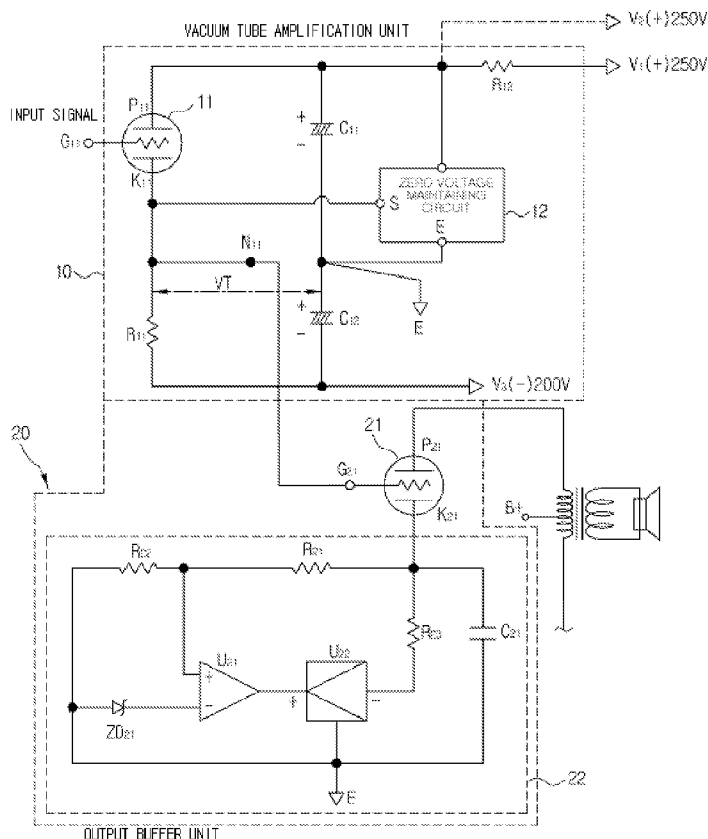 V₂(+)250V
VACUUM TUBE AMPLIFICATION UNIT
V₁(+)250V
R₁₂
P₁₁
11
INPUT SIGNAL
G₁₁
K₁₁
+
-
C₁₁
ZERO VOLTAGE
MAINTAINING
CIRCUIT
S
E
12
N₁₁
10
VT
+
-
C₁₂
E
R₁₁
V₃(-)200V
20
21
P₂₁
G₂₁
K₂₁
B+
R₂₂
R₂₁
R₂₃
C₂₁
U₂₁
U₂₂
+
-
+
-
ZD₂₁
E
22
OUTPUT BUFFER UNIT